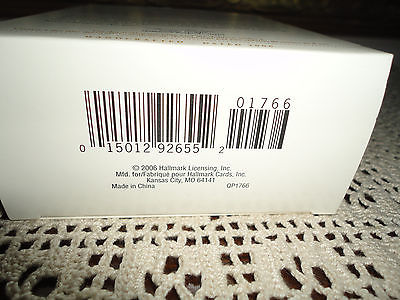 01766
0 15012 92655 2
© 2006 Hallmark Licensing, Inc.
Mfd. for/Fabriqué pour Hallmark Cards, Inc.
Kansas City, MO 64141
Made in China QP1766